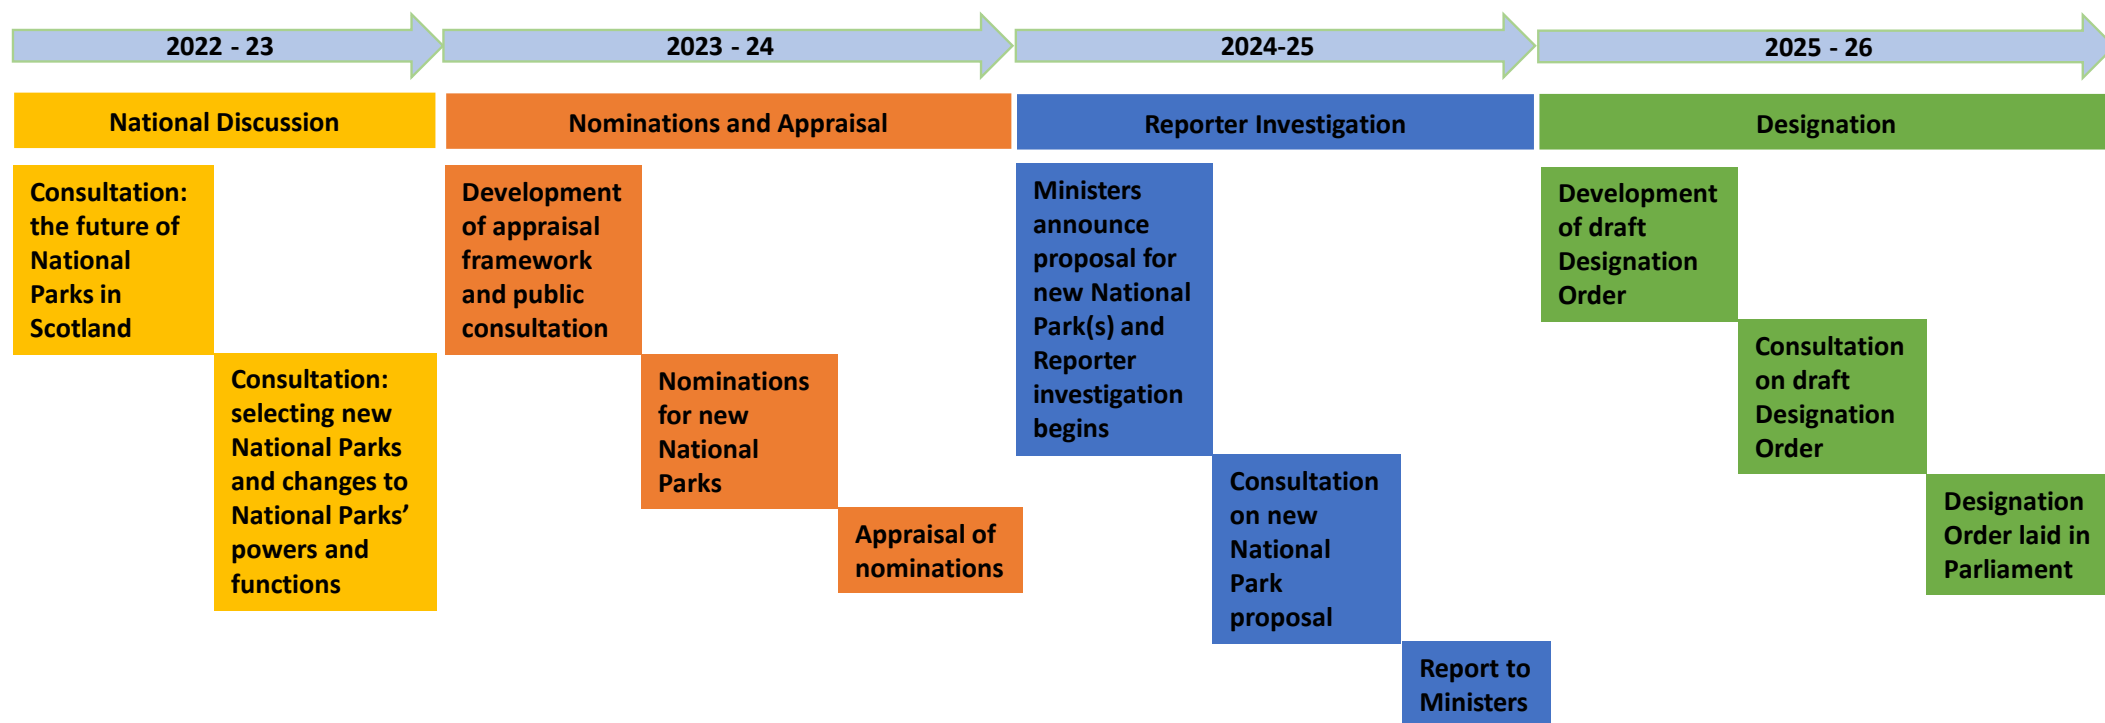 2022 - 23
2023 - 24
2024-25
2025 - 26
National Discussion
Nominations and Appraisal
Reporter Investigation
Designation
Consultation:
the future of
National
Parks in
Scotland
Consultation:
selecting new
National Parks
and changes to
National Parks’
powers and
functions
Development
of appraisal
framework
and public
consultation
Nominations
for new
National
Parks
Appraisal of
nominations
Ministers
announce
proposal for
new National
Park(s) and
Reporter
investigation
begins
Consultation
on new
National
Park
proposal
Report to
Ministers
Development
of draft
Designation
Order
Consultation
on draft
Designation
Order
Designation
Order laid in
Parliament